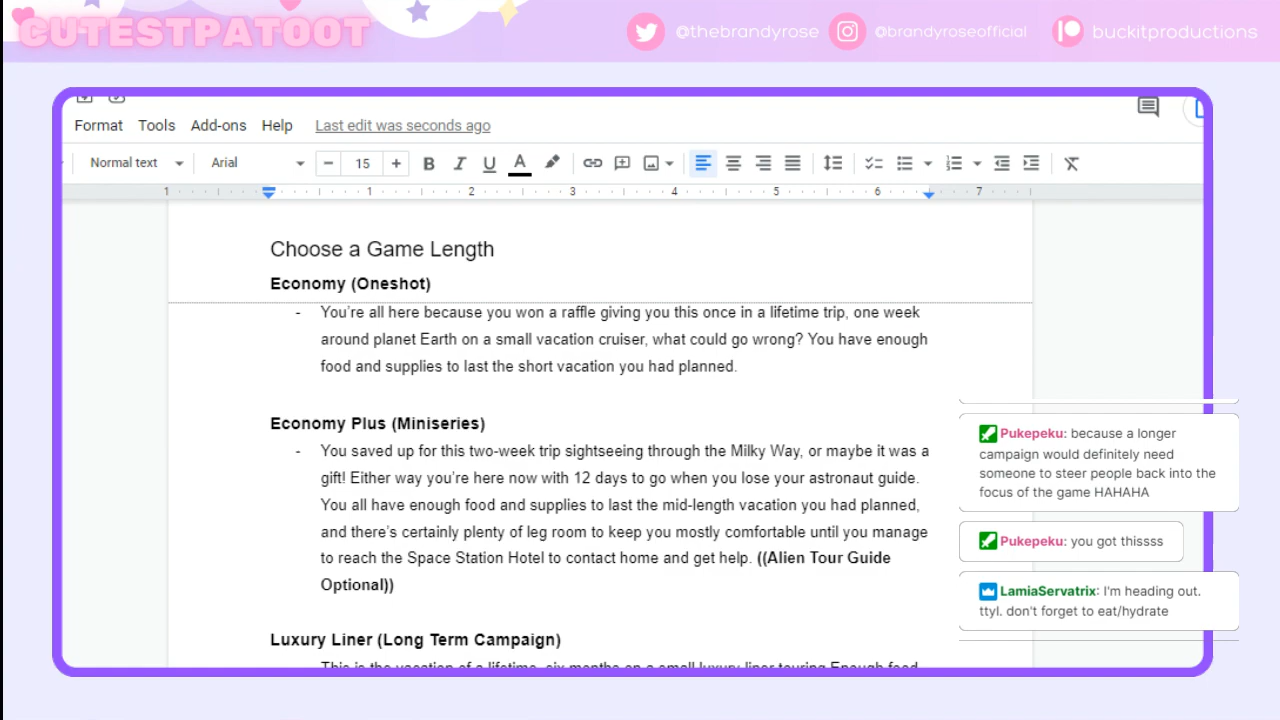 CUTESTPATOOT
@thebrandyrose
@brandyroseofficial
buckitproductions
Format Tools Add-ons Help Last edit was seconds ago
Normal text Arial 15 B I U A
1 1 2 3 4 5 6 7
Choose a Game Length
Economy (Oneshot)
- You’re all here because you won a raffle giving you this once in a lifetime trip, one week
around planet Earth on a small vacation cruiser, what could go wrong? You have enough
food and supplies to last the short vacation you had planned.
Economy Plus (Miniseries)
- You saved up for this two-week trip sightseeing through the Milky Way, or maybe it was a
gift! Either way you’re here now with 12 days to go when you lose your astronaut guide.
You all have enough food and supplies to last the mid-length vacation you had planned,
and there’s certainly plenty of leg room to keep you mostly comfortable until you manage
to reach the Space Station Hotel to contact home and get help. ((Alien Tour Guide
Optional))
Luxury Liner (Long Term Campaign)
This is the vacation of a lifetime, six months on a small luxury liner touring Enough food
Pukepeku: because a longer
campaign would definitely need
someone to steer people back into the
focus of the game HAHAHA
Pukepeku: you got thissss
LamiaServatrix: I'm heading out.
ttyl. don't forget to eat/hydrate